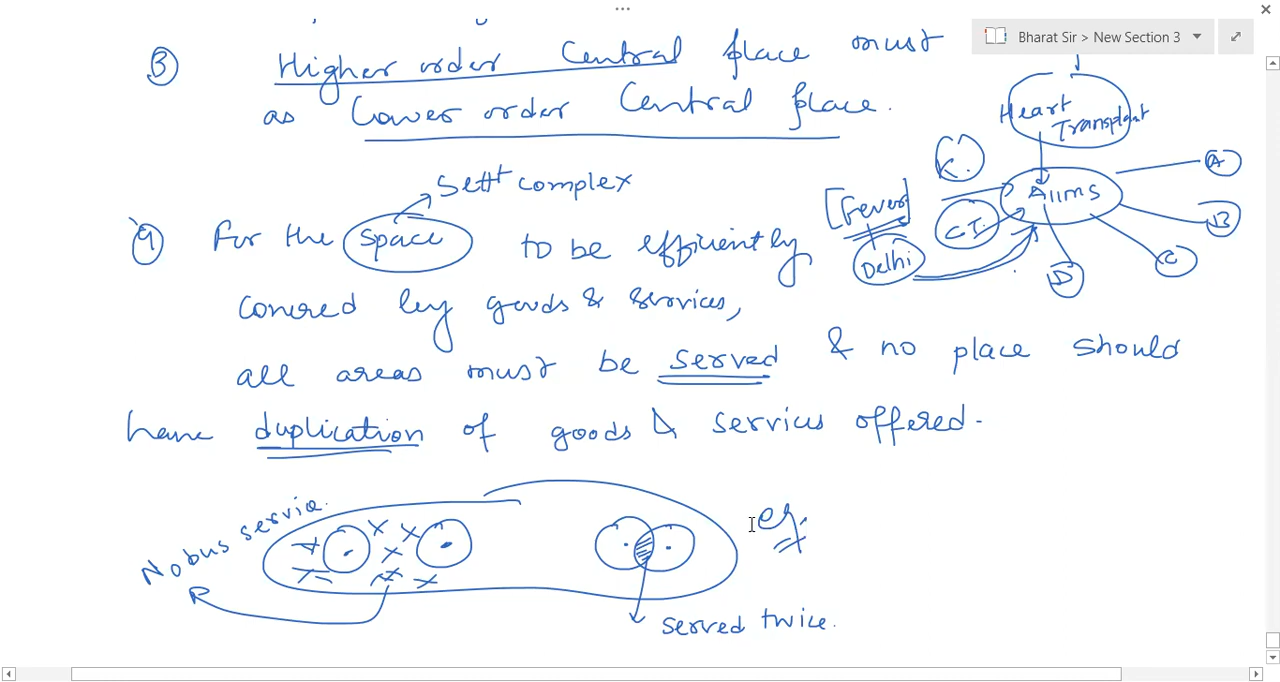 Bharat Sir > New Section 3
③ Higher order Central place must
as Lower order Central place.
Heart
Transplant
K.
AIIMS
A
B
C
D
G.I.
[Fever]
Delhi
Settt complex
④ For the space to be efficiently
covered by goods & services,
all areas must be served & no place should
have duplication of goods & services offered.
No bus service.
eg.
served twice.